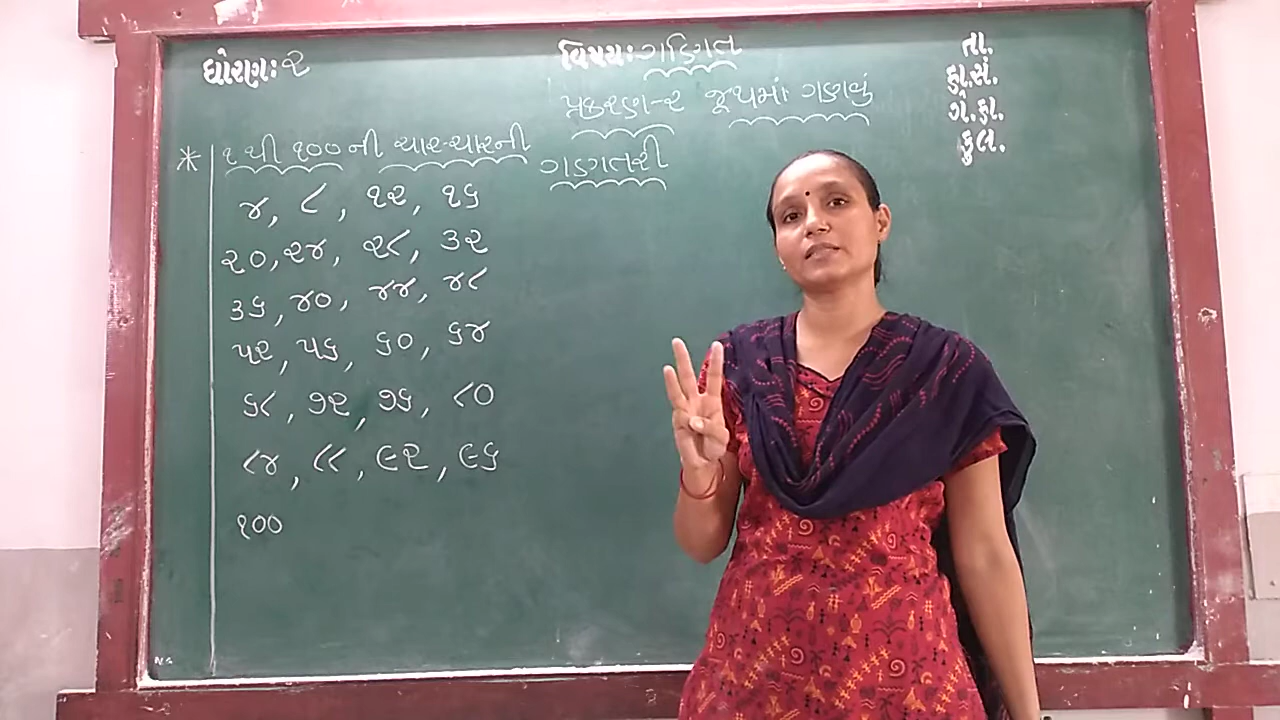 ધોરણઃ ૨
વિષયઃ ગણિત
તા.
હા.સં.
ગે.હા.
કુલ.
પ્રકરણ-૨ જૂથમાં ગણવું
* ૧ થી ૧૦૦ ની ચાર-ચારની ગણતરી
૪, ૮, ૧૨, ૧૬
૨૦, ૨૪, ૨૮, ૩૨
૩૬, ૪૦, ૪૪, ૪૮
૫૨, ૫૬, ૬૦, ૬૪
૬૮, ૭૨, ૭૬, ૮૦
૮૪, ૮૮, ૯૨, ૯૬
૧૦૦